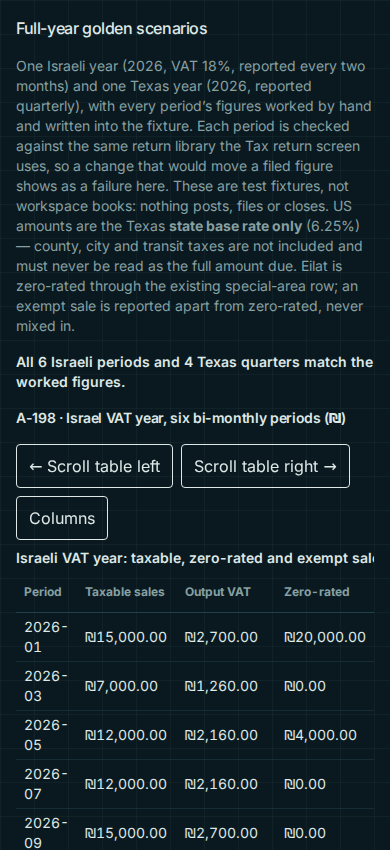 Full-year golden scenarios
One Israeli year (2026, VAT 18%, reported every two
months) and one Texas year (2026, reported
quarterly), with every period's figures worked by hand
and written into the fixture. Each period is checked
against the same return library the Tax return screen
uses, so a change that would move a filed figure
shows as a failure here. These are test fixtures, not
workspace books: nothing posts, files or closes. US
amounts are the Texas state base rate only (6.25%)
— county, city and transit taxes are not included and
must never be read as the full amount due. Eilat is
zero-rated through the existing special-area row; an
exempt sale is reported apart from zero-rated, never
mixed in.
All 6 Israeli periods and 4 Texas quarters match the
worked figures.
A-198 · Israel VAT year, six bi-monthly periods (₪)
← Scroll table left Scroll table right →
Columns
Israeli VAT year: taxable, zero-rated and exempt sale
Period Taxable sales Output VAT Zero-rated
2026-
01 ₪15,000.00 ₪2,700.00 ₪20,000.00
2026-
03 ₪7,000.00 ₪1,260.00 ₪0.00
2026-
05 ₪12,000.00 ₪2,160.00 ₪4,000.00
2026-
07 ₪12,000.00 ₪2,160.00 ₪0.00
2026-
09 ₪15,000.00 ₪2,700.00 ₪0.00